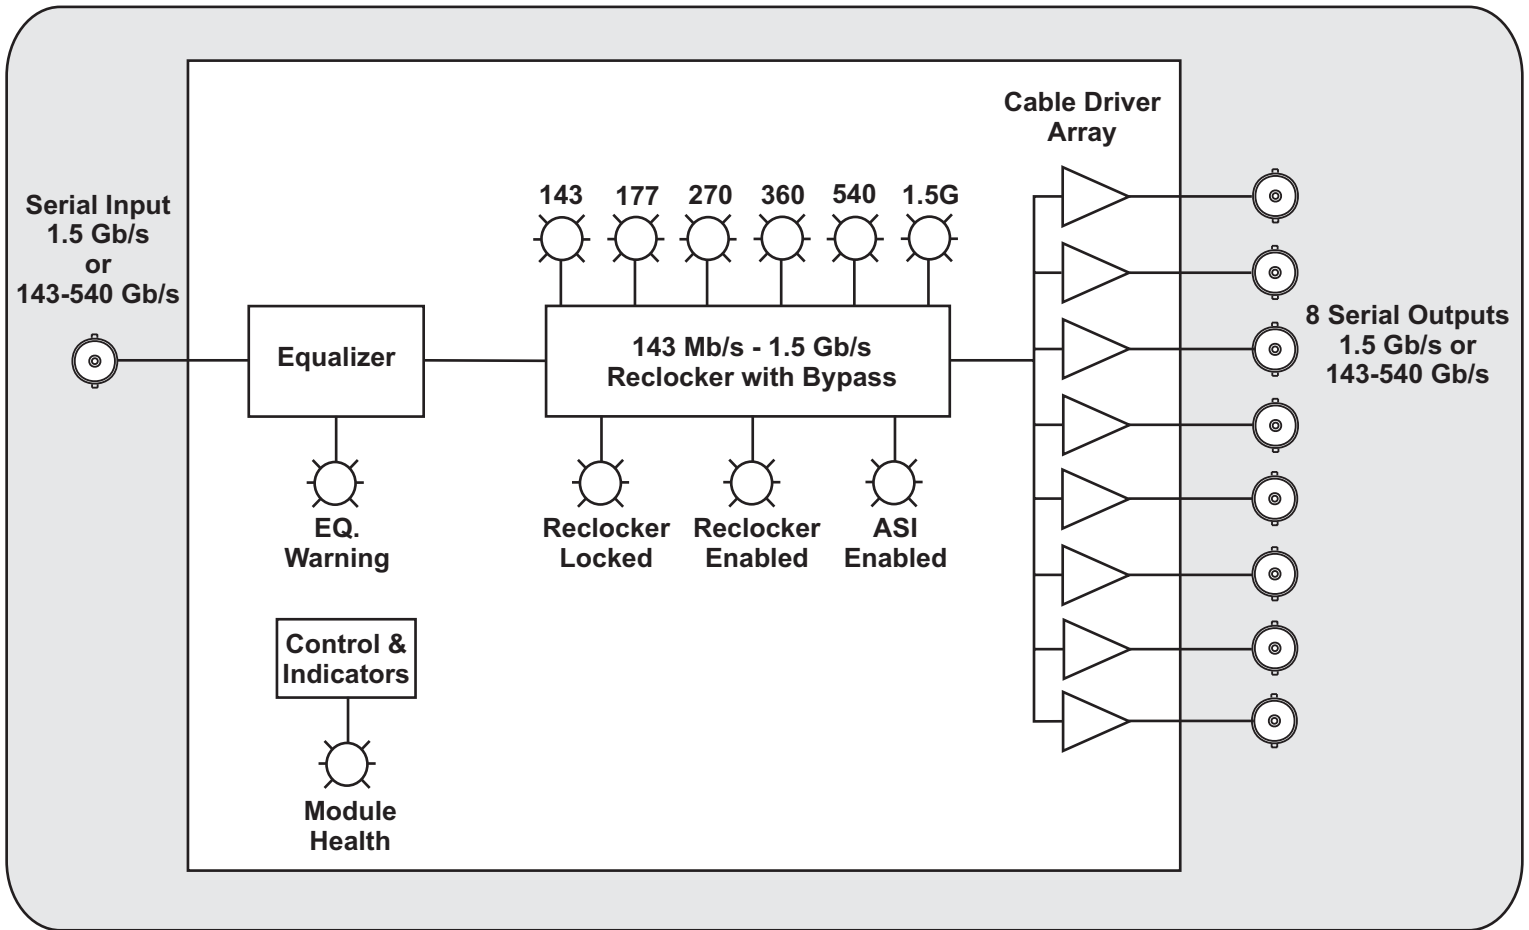 Cable Driver
Array
143 177 270 360 540 1.5G
Serial Input
1.5 Gb/s
or
143-540 Gb/s
Equalizer
143 Mb/s - 1.5 Gb/s
Reclocker with Bypass
8 Serial Outputs
1.5 Gb/s or
143-540 Gb/s
EQ.
Warning
Reclocker
Locked
Reclocker
Enabled
ASI
Enabled
Control &
Indicators
Module
Health